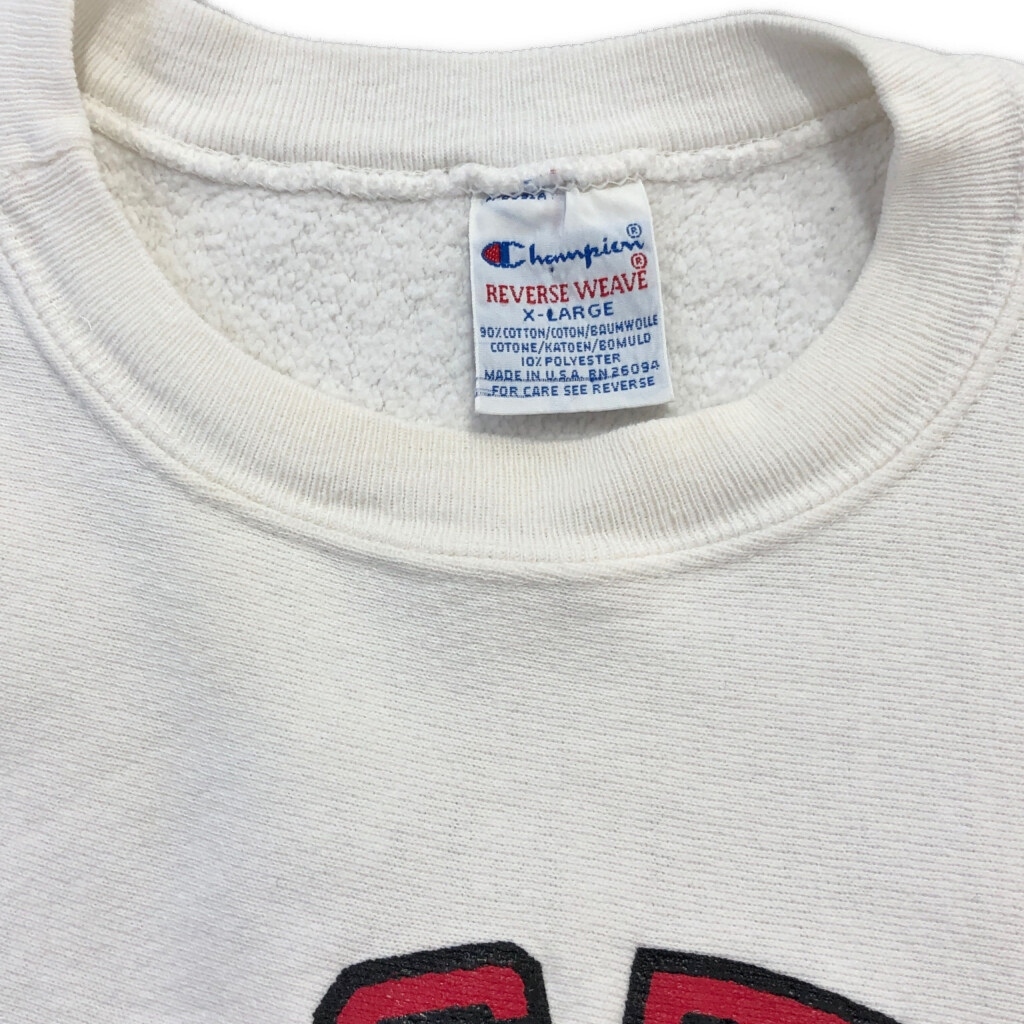 Champion®
REVERSE WEAVE®
X-LARGE
90% COTTON/COTON/BAUMWOLLE
COTONE/KATOEN/BOMULD
10% POLYESTER
MADE IN U.S.A. RN 26094
FOR CARE SEE REVERSE